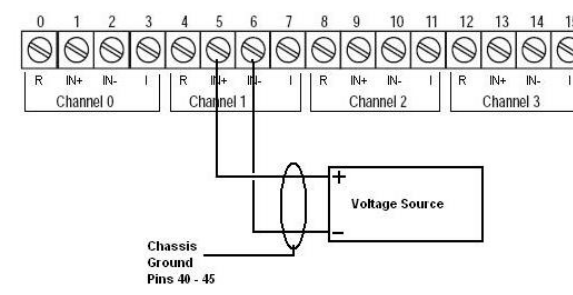 0 1 2 3 4 5 6 7 8 9 10 11 12 13 14 15
R IN+ IN- I R IN+ IN- I R IN+ IN- I R IN+ IN- I
Channel 0 Channel 1 Channel 2 Channel 3
+
Voltage Source
−
Chassis
Ground
Pins 40 - 45